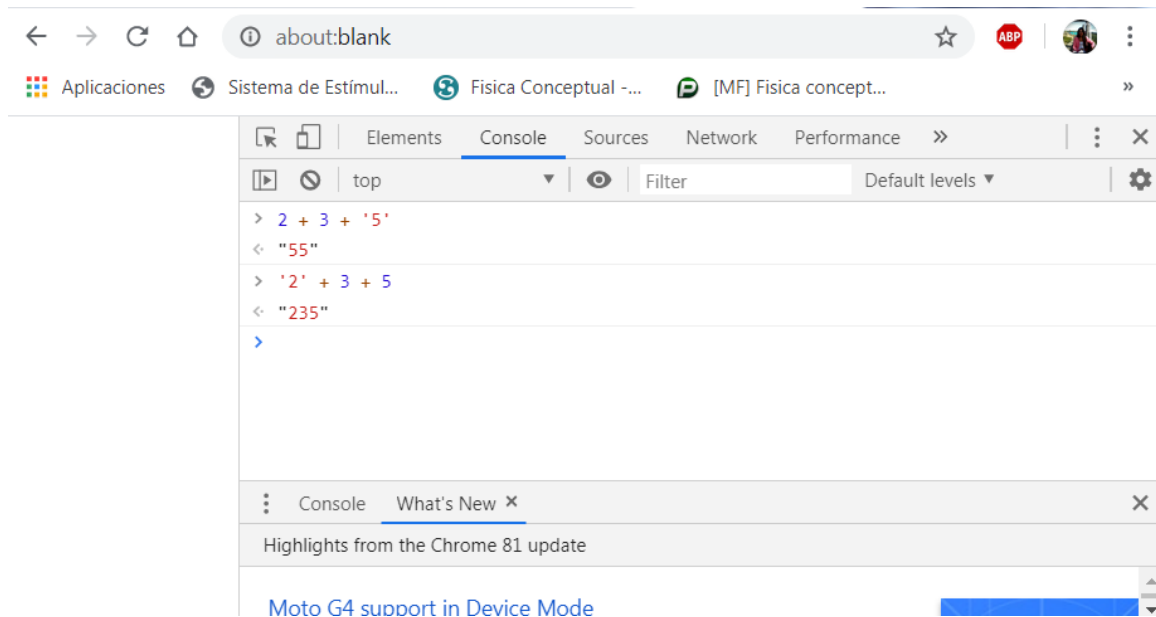 about:blank
ABP
Aplicaciones Sistema de Estímul... Fisica Conceptual -... [MF] Fisica concept... »
Elements Console Sources Network Performance »
top Filter Default levels ▼
> 2 + 3 + '5'
"55"
> '2' + 3 + 5
"235"
>
Console What's New ×
Highlights from the Chrome 81 update
Moto G4 support in Device Mode